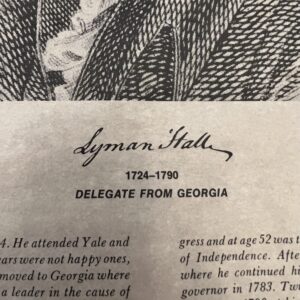 Lyman Hall
1724–1790
DELEGATE FROM GEORGIA
4. He attended Yale and
ars were not happy ones,
moved to Georgia where
a leader in the cause of
gress and at age 52 was t
of Independence. Afte
where he continued hi
governor in 1783. Tw